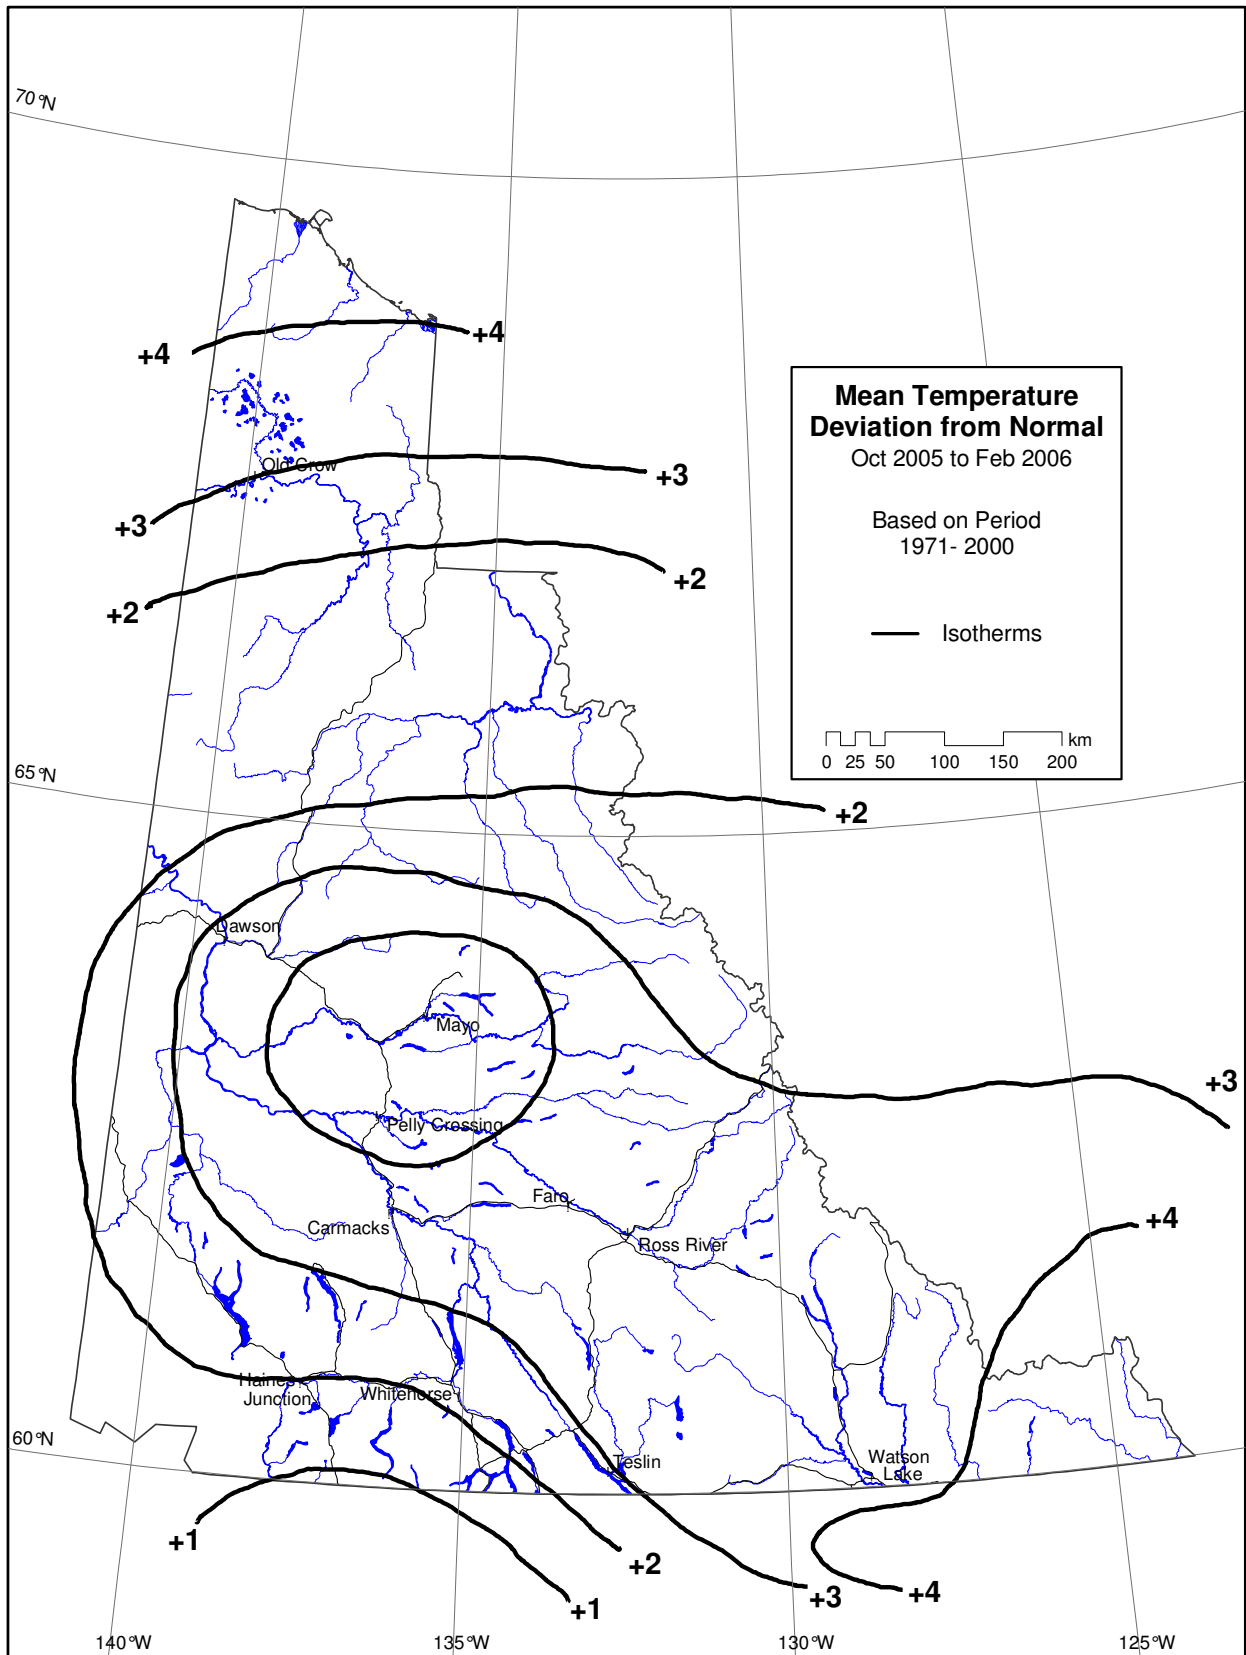 70°N
+4
+4
Mean Temperature
Deviation from Normal
Oct 2005 to Feb 2006
Based on Period
1971- 2000
Isotherms
km
0 25 50 100 150 200
Old Crow
+3
+3
+2
+2
65°N
+2
Dawson
Mayo
+3
Pelly Crossing
Faro
Carmacks
Ross River
+4
Haines
Junction
Whitehorse
60°N
Teslin
Watson
Lake
+1
+2
+3
+4
+1
140°W
135°W
130°W
125°W